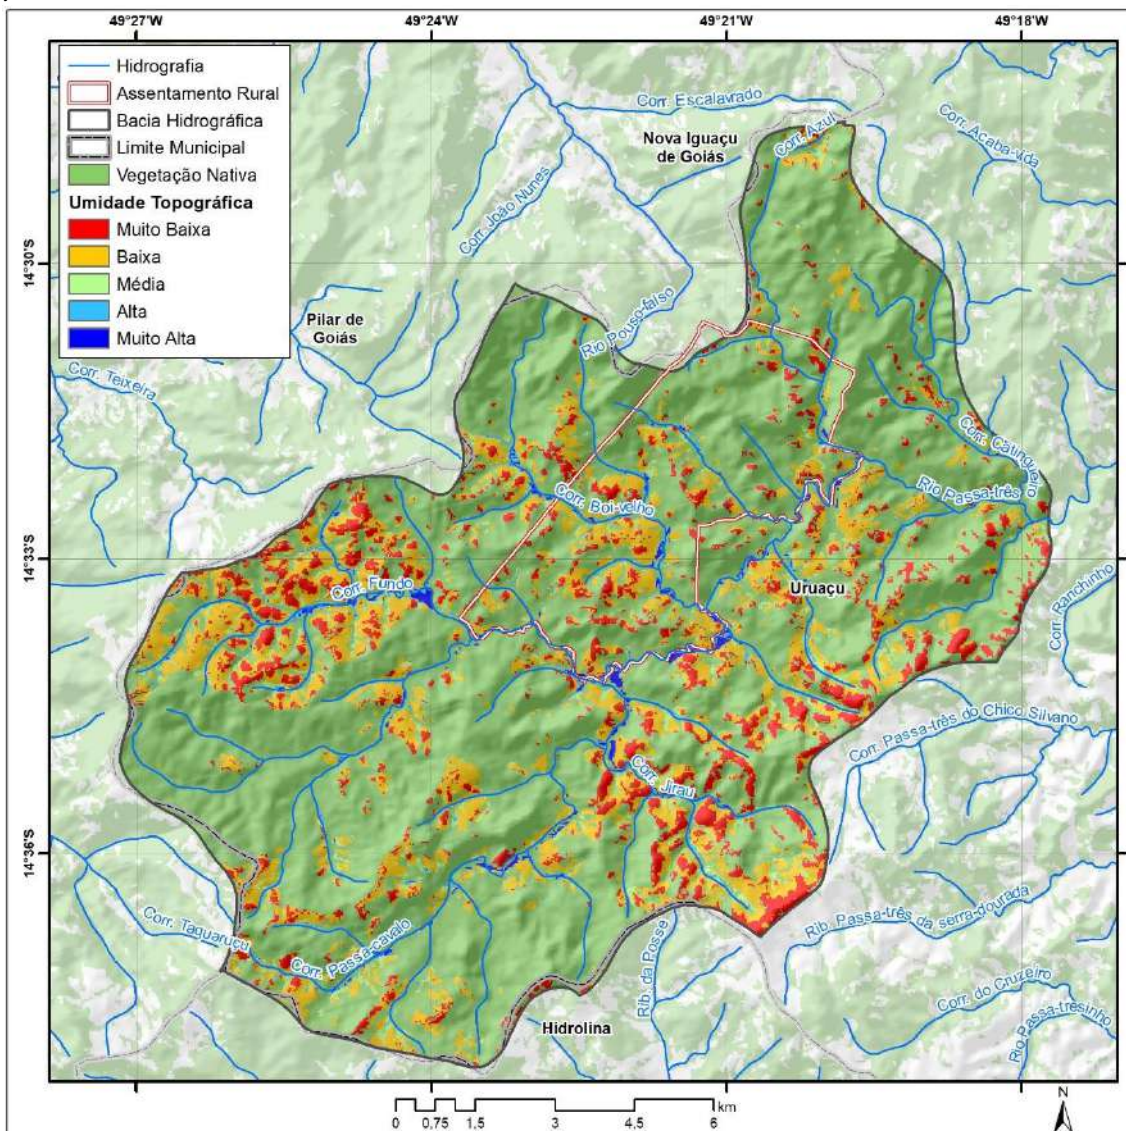 49°27'W
49°24'W
49°21'W
49°18'W
Hidrografia
Assentamento Rural
Bacia Hidrográfica
Limite Municipal
Vegetação Nativa
Umidade Topográfica
Muito Baixa
Baixa
Média
Alta
Muito Alta
Corr. Escalavrado
Nova Iguaçu
de Goiás
Corr. Azul
Corr. Acaba-vida
Corr. João Nunes
14°30'S
Pilar de
Goiás
Rio Pouso-falso
Corr. Teixeira
Corr. Catingueiro
Rio Passa-três
Corr. Boi-velho
14°33'S
Corr. Fundo
Uruaçu
Corr. Ranchinho
Corr. Passa-três do Chico Silvano
Corr. Jirau
14°36'S
Corr. Taquaruçu
Corr. Passa-cavalo
Rib. da Posse
Rib. Passa-três da serra-dourada
Corr. do Cruzeiro
Rio Passa-tresinho
Hidrolina
0 0,75 1,5 3 4,5 6 km
N